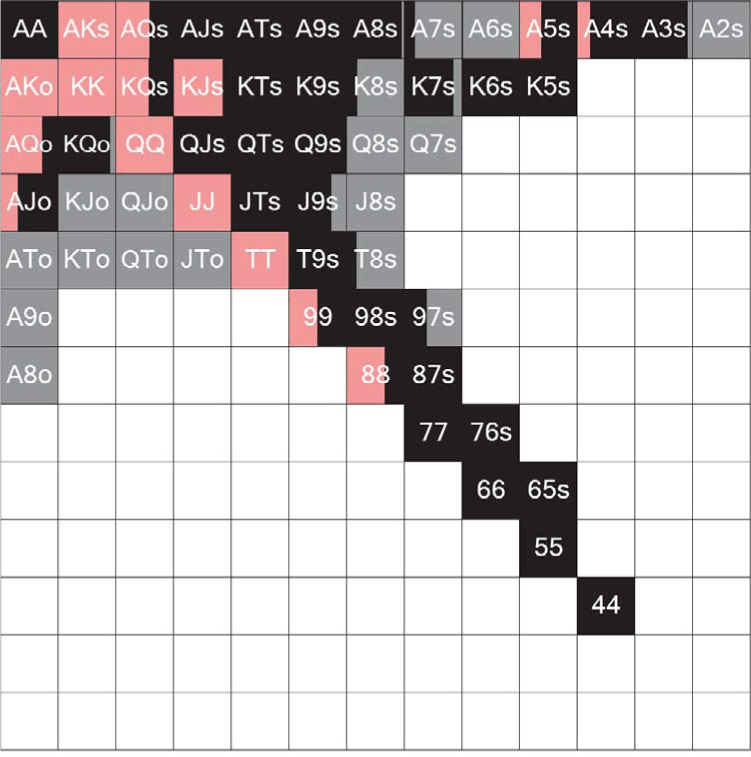 AA AKs AQs AJs ATs A9s A8s A7s A6s A5s A4s A3s A2s
AKo KK KQs KJs KTs K9s K8s K7s K6s K5s
AQo KQo QQ QJs QTs Q9s Q8s Q7s
AJo KJo QJo JJ JTs J9s J8s
ATo KTo QTo JTo TT T9s T8s
A9o 99 98s 97s
A8o 88 87s
77 76s
66 65s
55
44